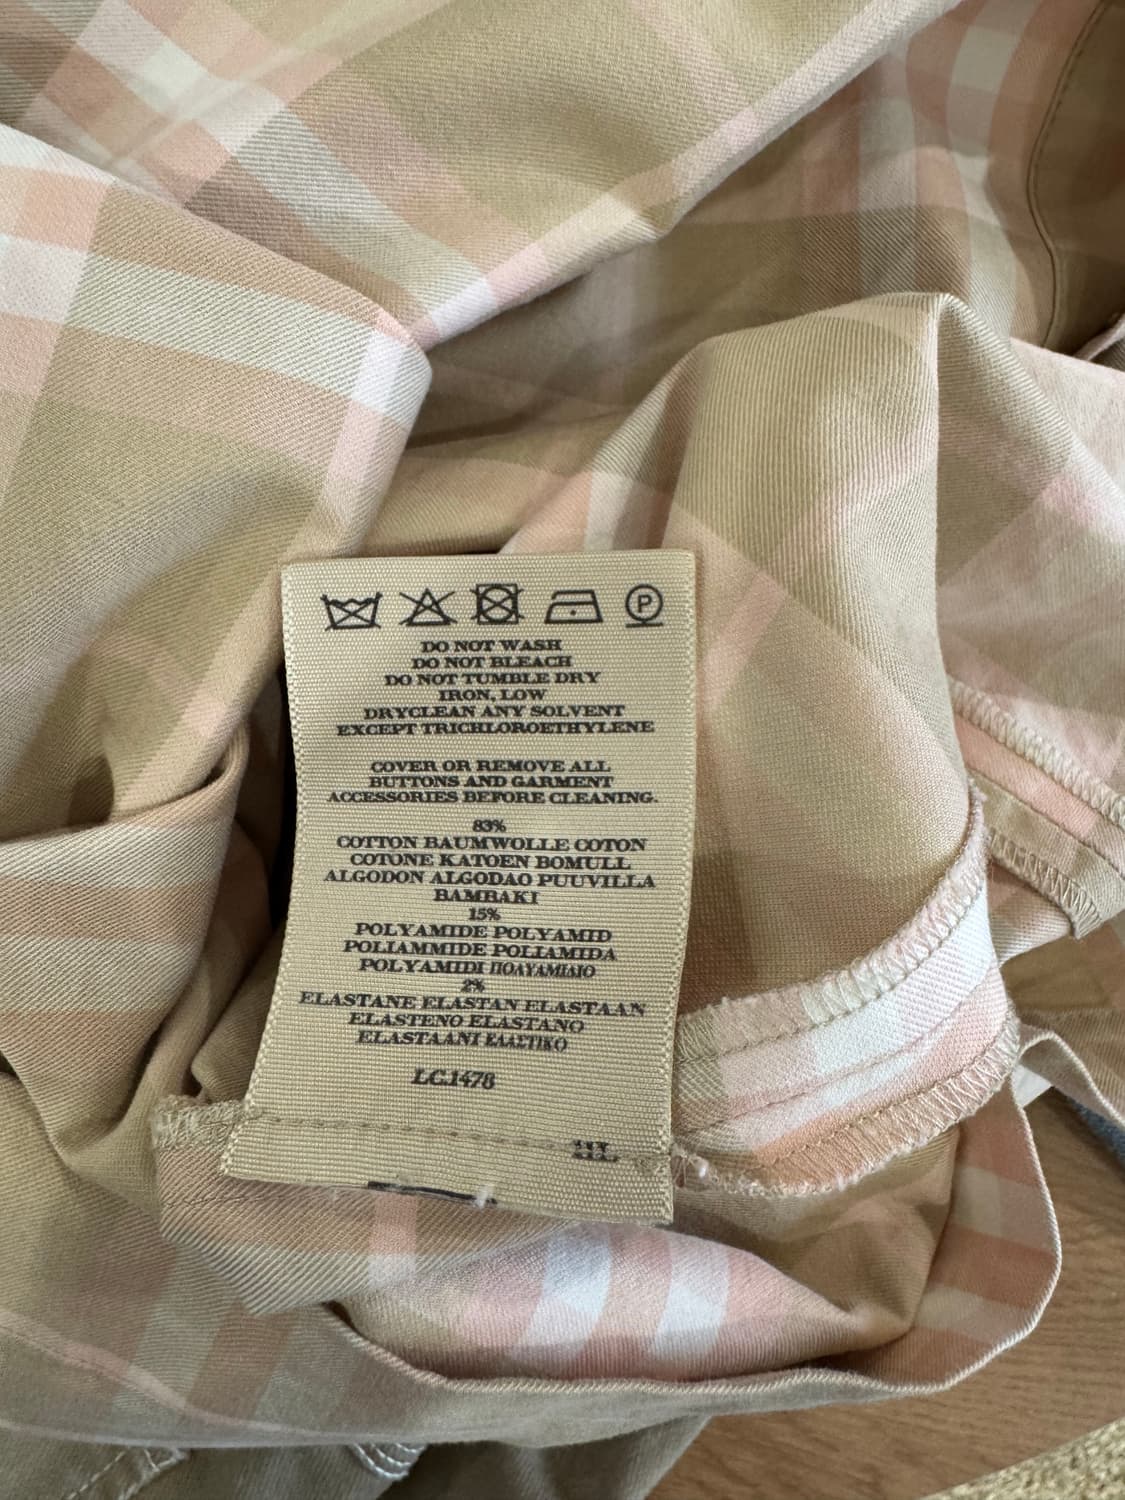 P
DO NOT WASH
DO NOT BLEACH
DO NOT TUMBLE DRY
IRON, LOW
DRYCLEAN ANY SOLVENT
EXCEPT TRICHLOROETHYLENE
COVER OR REMOVE ALL
BUTTONS AND GARMENT
ACCESSORIES BEFORE CLEANING.
83%
COTTON BAUMWOLLE COTON
COTONE KATOEN BOMULL
ALGODON ALGODAO PUUVILLA
BAMBAKI
15%
POLYAMIDE POLYAMID
POLIAMMIDE POLIAMIDA
POLYAMIDI ΠΟΛΥΑΜΙΔΙΟ
2%
ELASTANE ELASTAN ELASTAAN
ELASTENO ELASTANO
ELASTAANI ΕΛΑΣΤΙΚΟ
LG.1478